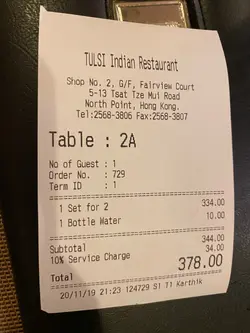 TULSI Indian Restaurant
Shop No. 2, G/F, Fairview Court
5-13 Tsat Tze Mui Road
North Point, Hong Kong.
Tel:2568-3806 Fax:2568-3807
Table : 2A
No of Guest : 1
Order No. : 729
Term ID : 1
1 Set for 2 334.00
1 Bottle Water 10.00
344.00
Subtotal 34.00
10% Service Charge
Total 378.00
20/11/19 21:23 124729 S1 T1 Karthik